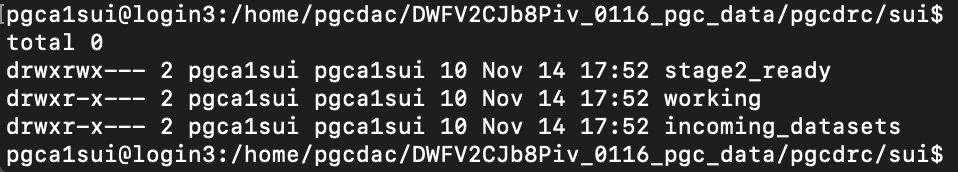 pgca1sui@login3:/home/pgcdac/DWFV2CJb8Piv_0116_pgc_data/pgcdrc/sui$
total 0
drwxrwx--- 2 pgca1sui pgca1sui 10 Nov 14 17:52 stage2_ready
drwxr-x--- 2 pgca1sui pgca1sui 10 Nov 14 17:52 working
drwxr-x--- 2 pgca1sui pgca1sui 10 Nov 14 17:52 incoming_datasets
pgca1sui@login3:/home/pgcdac/DWFV2CJb8Piv_0116_pgc_data/pgcdrc/sui$